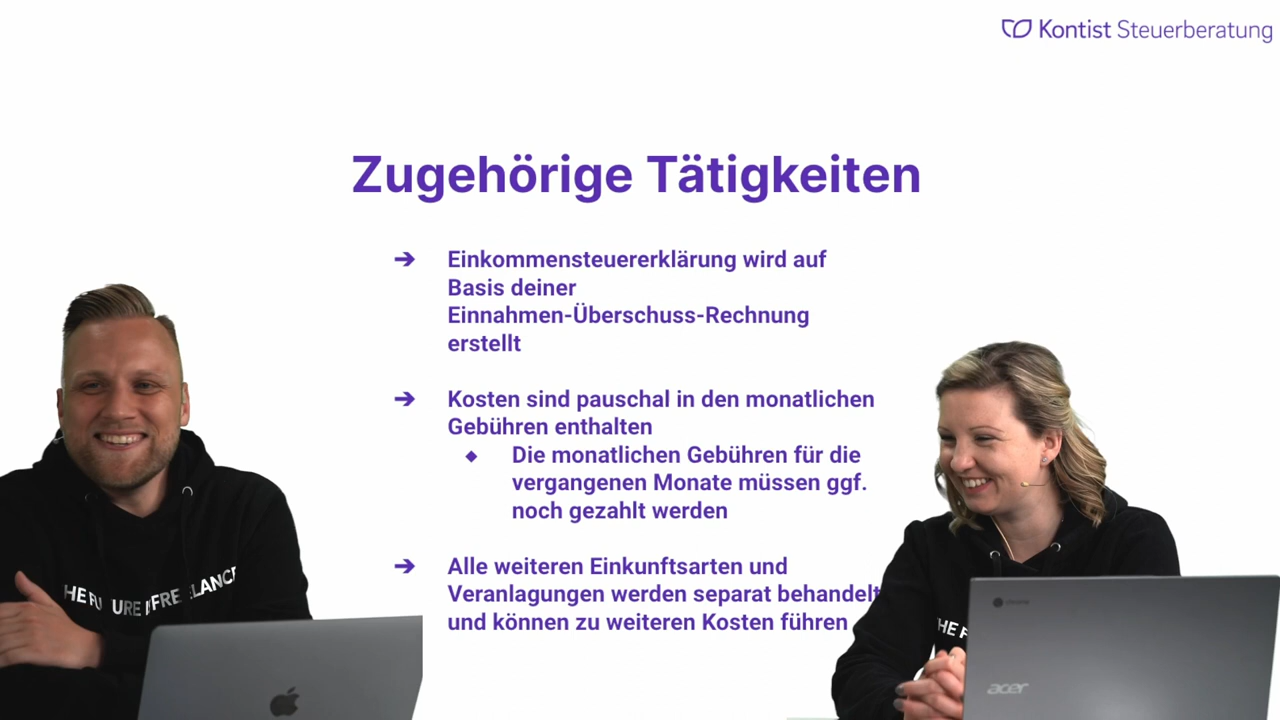 Kontist Steuerberatung
Zugehörige Tätigkeiten
➔ Einkommensteuererklärung wird auf
Basis deiner
Einnahmen-Überschuss-Rechnung
erstellt
➔ Kosten sind pauschal in den monatlichen
Gebühren enthalten
◆ Die monatlichen Gebühren für die
vergangenen Monate müssen ggf.
noch gezahlt werden
➔ Alle weiteren Einkunftsarten und
Veranlagungen werden separat behandelt
und können zu weiteren Kosten führen
acer